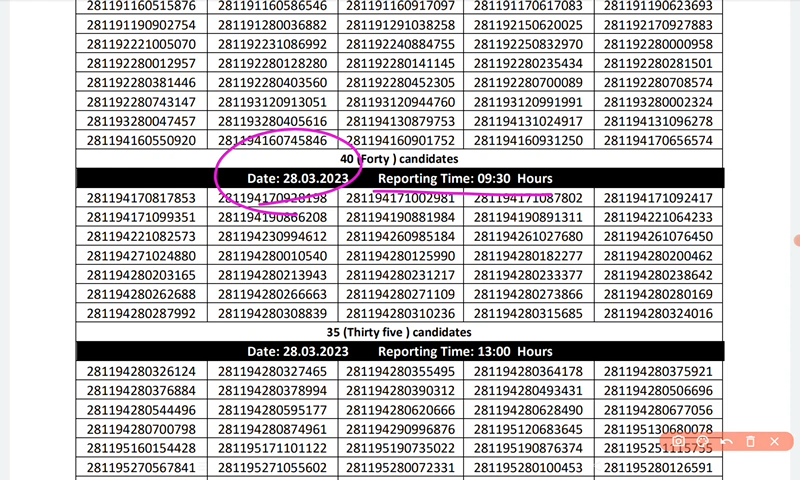 281191160515876 281191160586546 281191160917097 281191170617083 281191190623693
281191190902754 281191280036882 281191291038258 281192150620025 281192170927883
281192221005070 281192231086992 281192240884755 281192250832970 281192280000958
281192280012957 281192280128280 281192280141145 281192280235434 281192280281501
281192280381446 281192280403560 281192280452305 281192280700089 281192280708574
281192280743147 281193120913051 281193120944760 281193120991991 281193280002324
281193280047457 281193280405616 281194130879753 281194131024917 281194131096278
281194160550920 281194160745846 281194160901752 281194160931250 281194170656574
40 (Forty ) candidates
Date: 28.03.2023 Reporting Time: 09:30 Hours
281194170817853 281194170928198 281194171002981 281194171087802 281194171092417
281194171099351 281194190866208 281194190881984 281194190891311 281194221064233
281194221082573 281194230994612 281194260985184 281194261027680 281194261076450
281194271024880 281194280010540 281194280125990 281194280182277 281194280200462
281194280203165 281194280213943 281194280231217 281194280233377 281194280238642
281194280262688 281194280266663 281194280271109 281194280273866 281194280280169
281194280287992 281194280308839 281194280310236 281194280315685 281194280324016
35 (Thirty five ) candidates
Date: 28.03.2023 Reporting Time: 13:00 Hours
281194280326124 281194280327465 281194280355495 281194280364178 281194280375921
281194280376884 281194280378994 281194280390312 281194280493431 281194280506696
281194280544496 281194280595177 281194280620666 281194280628490 281194280677056
281194280700798 281194280874961 281194290996876 281195120683645 281195130680078
281195160154428 281195171101122 281195190735022 281195190876374 281195251115755
281195270567841 281195271055602 281195280072331 281195280100453 281195280126591